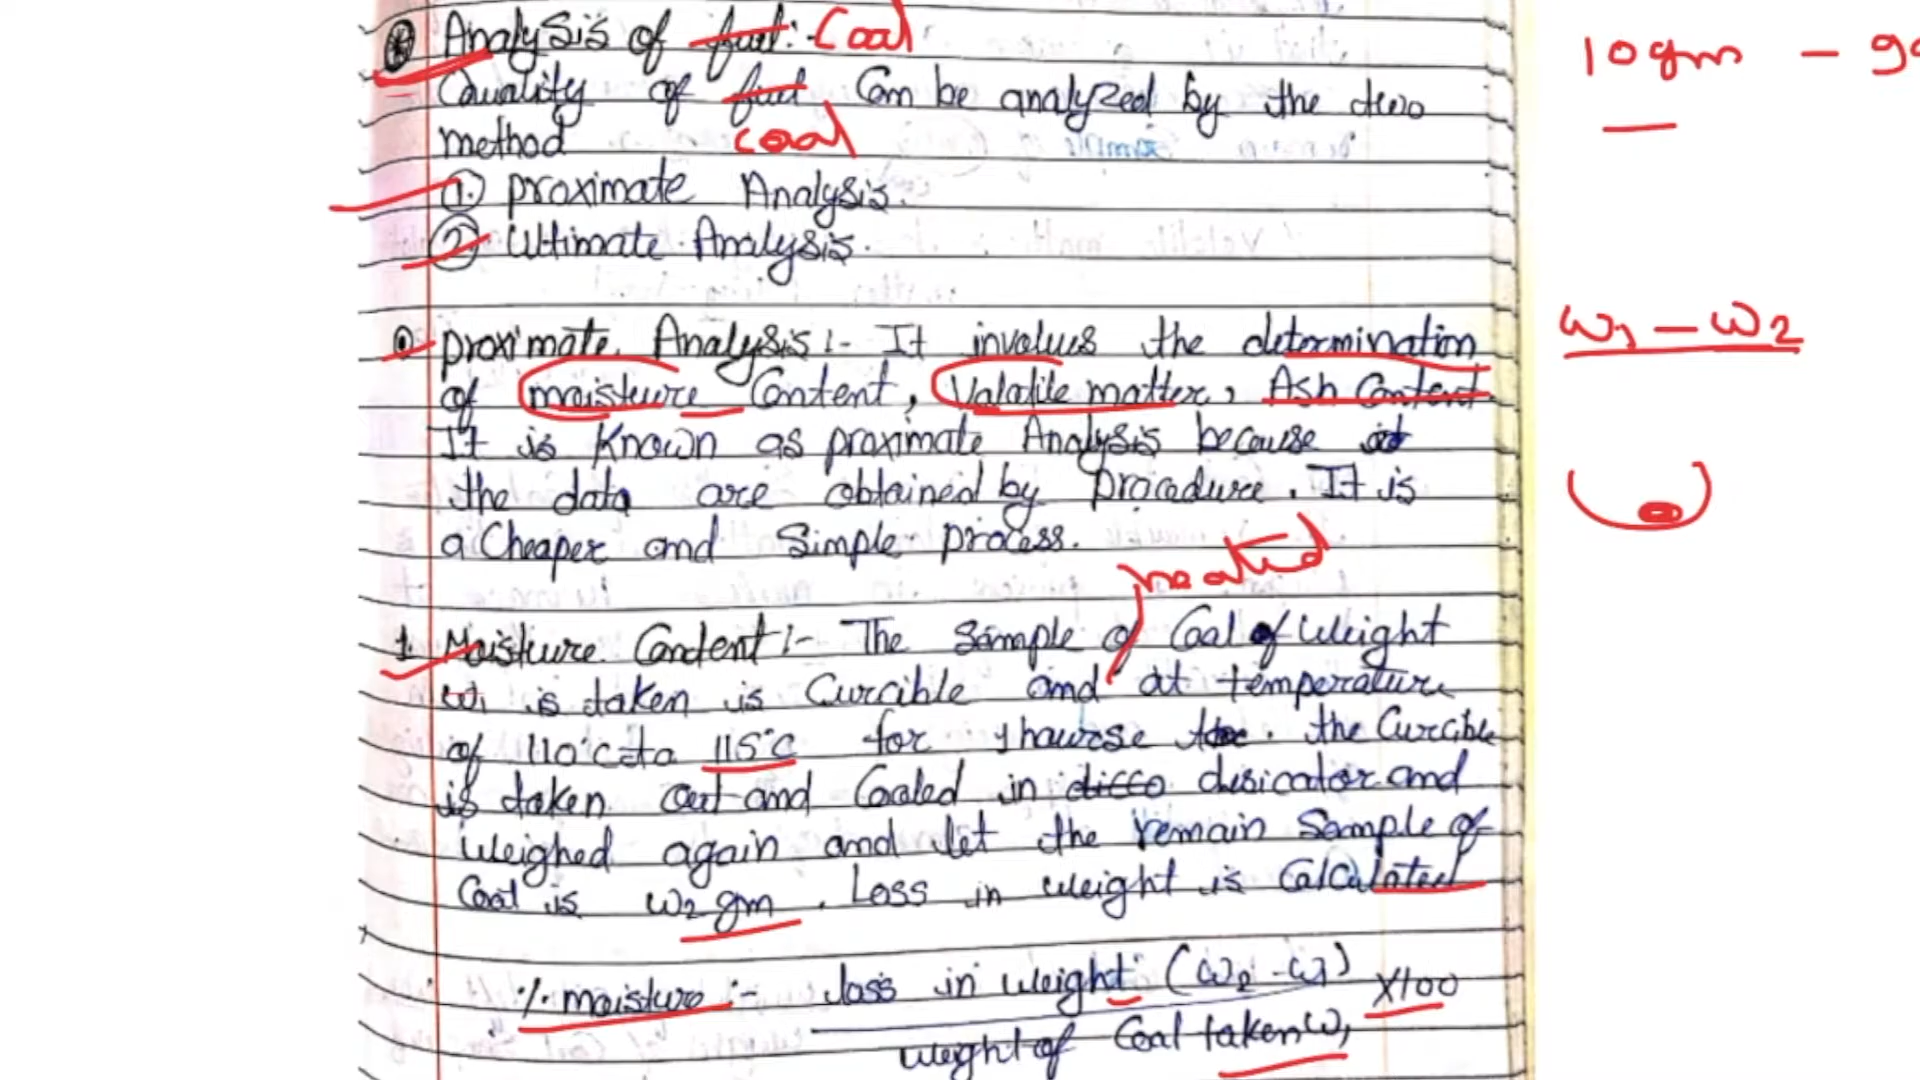 Analysis of fuel: Coal
Quality of fuel Can be analyzed by the two
method coal
1. proximate Analysis.
2 Ultimate Analysis.
proximate Analysis:- It involves the determination
of moisture Content, Valatile matter, Ash Content
It is Known as proximate Analysis because
the data are obtained by procedure. It is
a Cheaper and Simple process.
heated
1. Moisture Content:- The Sample of Coal of Weight
W1 is taken is Curcible and at temperature
of 110°C to 115°C for 1 hourse the Curcible
is taken out and Cooled in desicator and
weighed again and let the remain Sample of
Coal is W2 gm. Loss in weight is Calculated
% moisture:- loss in weight (W2-W1) X100
weight of Coal taken W1
10gm -
W1 - W2